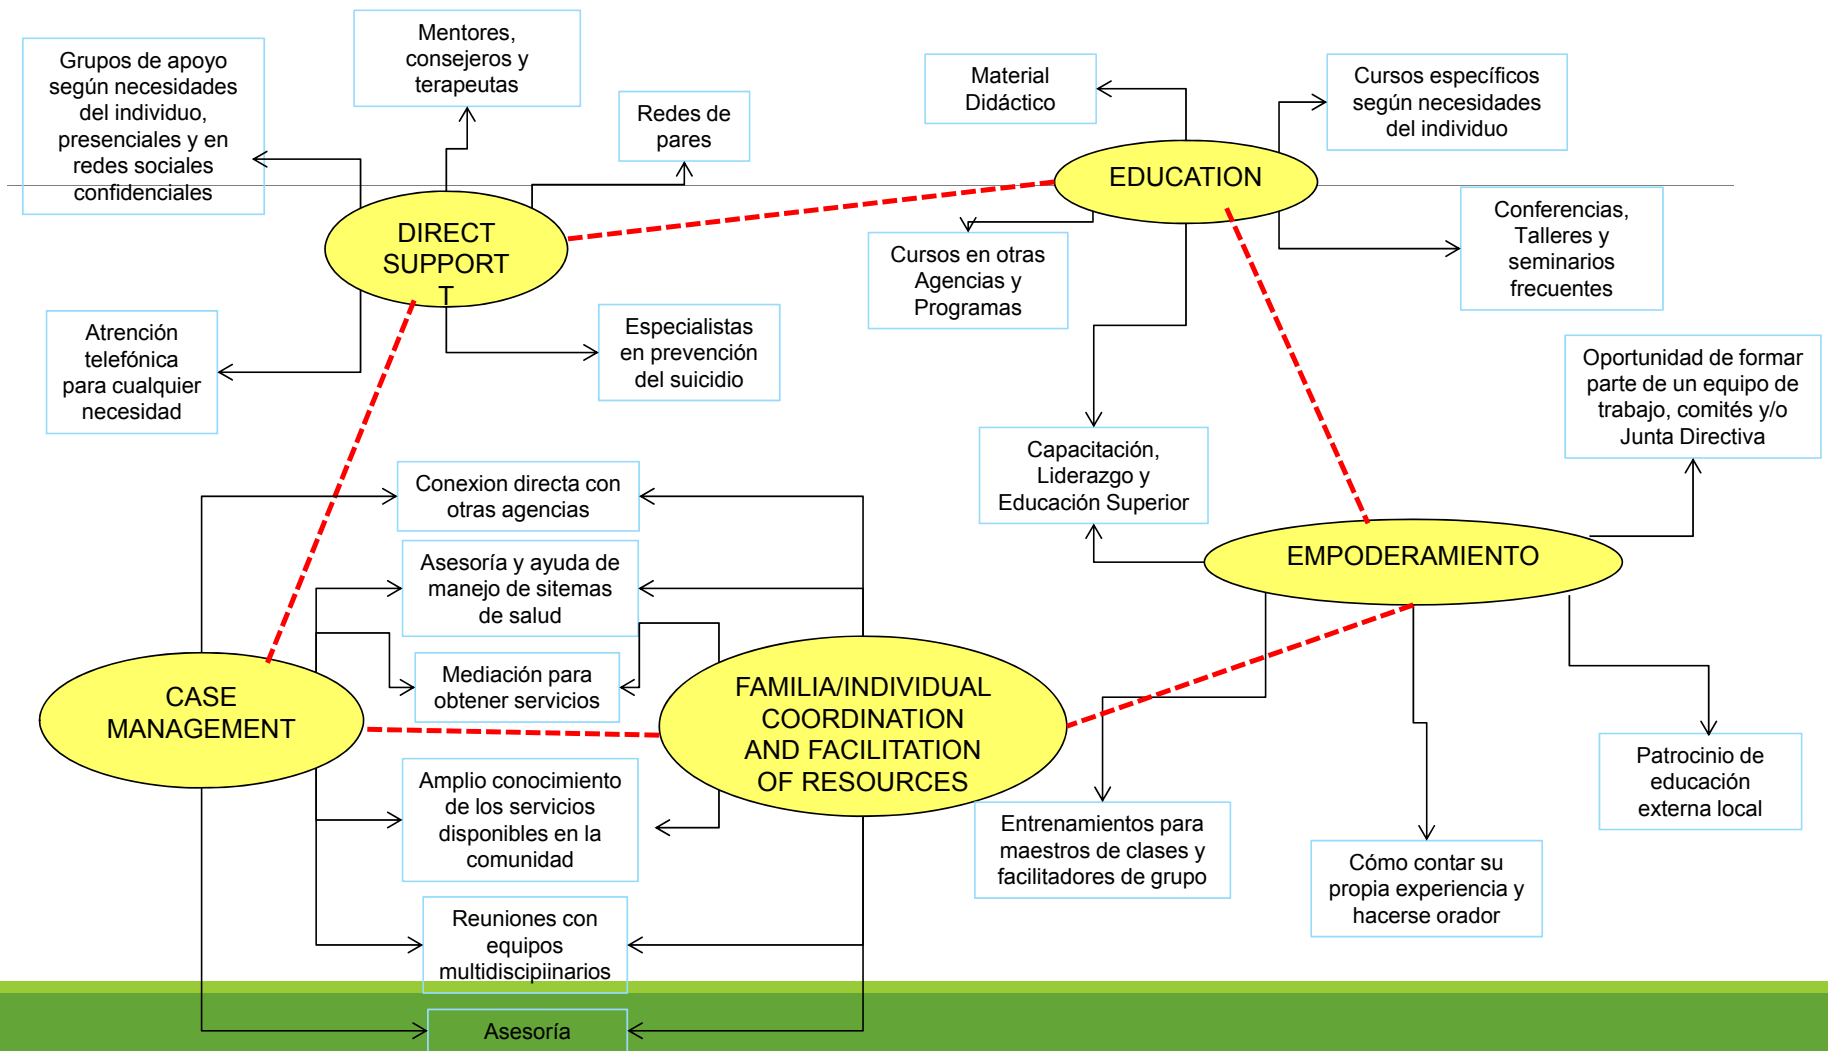 Grupos de apoyo
según necesidades
del individuo,
presenciales y en
redes sociales
confidenciales
Mentores,
consejeros y
terapeutas
Redes de
pares
DIRECT
SUPPORT
T
Atrención
telefónica
para cualquier
necesidad
Especialistas
en prevención
del suicidio
Material
Didáctico
Cursos específicos
según necesidades
del individuo
EDUCATION
Cursos en otras
Agencias y
Programas
Conferencias,
Talleres y
seminarios
frecuentes
Capacitación,
Liderazgo y
Educación Superior
Oportunidad de formar
parte de un equipo de
trabajo, comités y/o
Junta Directiva
EMPODERAMIENTO
Conexion directa con
otras agencias
Asesoría y ayuda de
manejo de sitemas
de salud
Mediación para
obtener servicios
CASE
MANAGEMENT
FAMILIA/INDIVIDUAL
COORDINATION
AND FACILITATION
OF RESOURCES
Amplio conocimiento
de los servicios
disponibles en la
comunidad
Reuniones con
equipos
multidiscipiinarios
Asesoría
Entrenamientos para
maestros de clases y
facilitadores de grupo
Cómo contar su
propia experiencia y
hacerse orador
Patrocinio de
educación
externa local